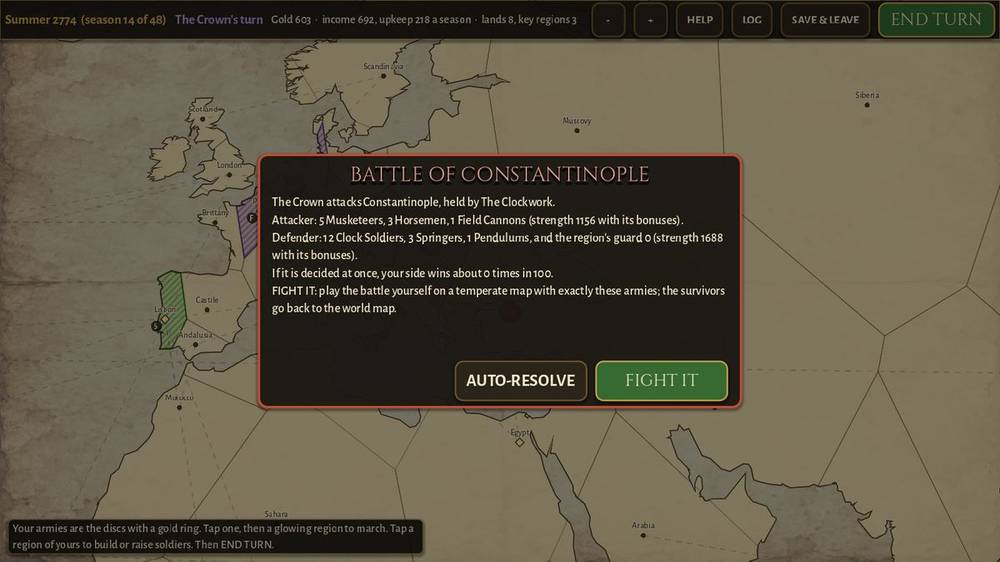 Summer 2774 (season 14 of 48) The Crown's turn Gold 603 · income 692, upkeep 218 a season · lands 8, key regions 3 - + HELP LOG SAVE & LEAVE END TURN
Scandinavia
Siberia
Scotland
Muscovy
London
BATTLE OF CONSTANTINOPLE
The Crown attacks Constantinople, held by The Clockwork.
Attacker: 5 Musketeers, 3 Horsemen, 1 Field Cannons (strength 1156 with its bonuses).
Defender: 12 Clock Soldiers, 3 Springers, 1 Pendulums, and the region's guard 0 (strength 1688
with its bonuses).
If it is decided at once, your side wins about 0 times in 100.
FIGHT IT: play the battle yourself on a temperate map with exactly these armies; the survivors
go back to the world map.
AUTO-RESOLVE FIGHT IT
Brittany
F
Castile
Lisbon
S
Andalusia
Morocco
Egypt
Sahara
Arabia
Your armies are the discs with a gold ring. Tap one, then a glowing region to march. Tap a
region of yours to build or raise soldiers. Then END TURN.